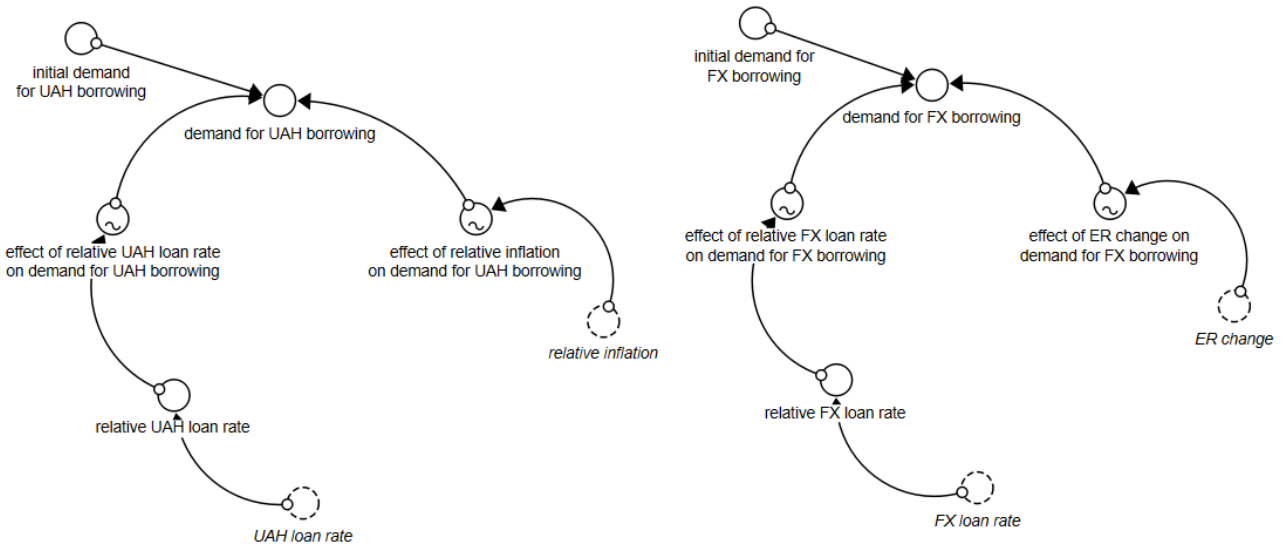 initial demand
for UAH borrowing
demand for UAH borrowing
effect of relative UAH loan rate
on demand for UAH borrowing
effect of relative inflation
on demand for UAH borrowing
relative inflation
relative UAH loan rate
UAH loan rate
initial demand for
FX borrowing
demand for FX borrowing
effect of relative FX loan rate
on demand for FX borrowing
effect of ER change on
demand for FX borrowing
ER change
relative FX loan rate
FX loan rate